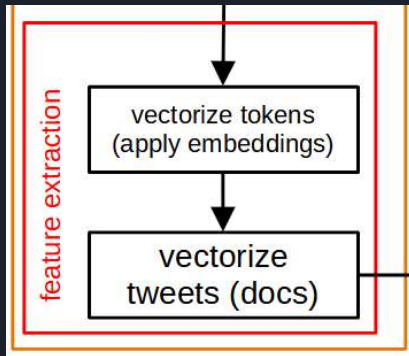 feature extraction
vectorize tokens
(apply embeddings)
vectorize
tweets (docs)